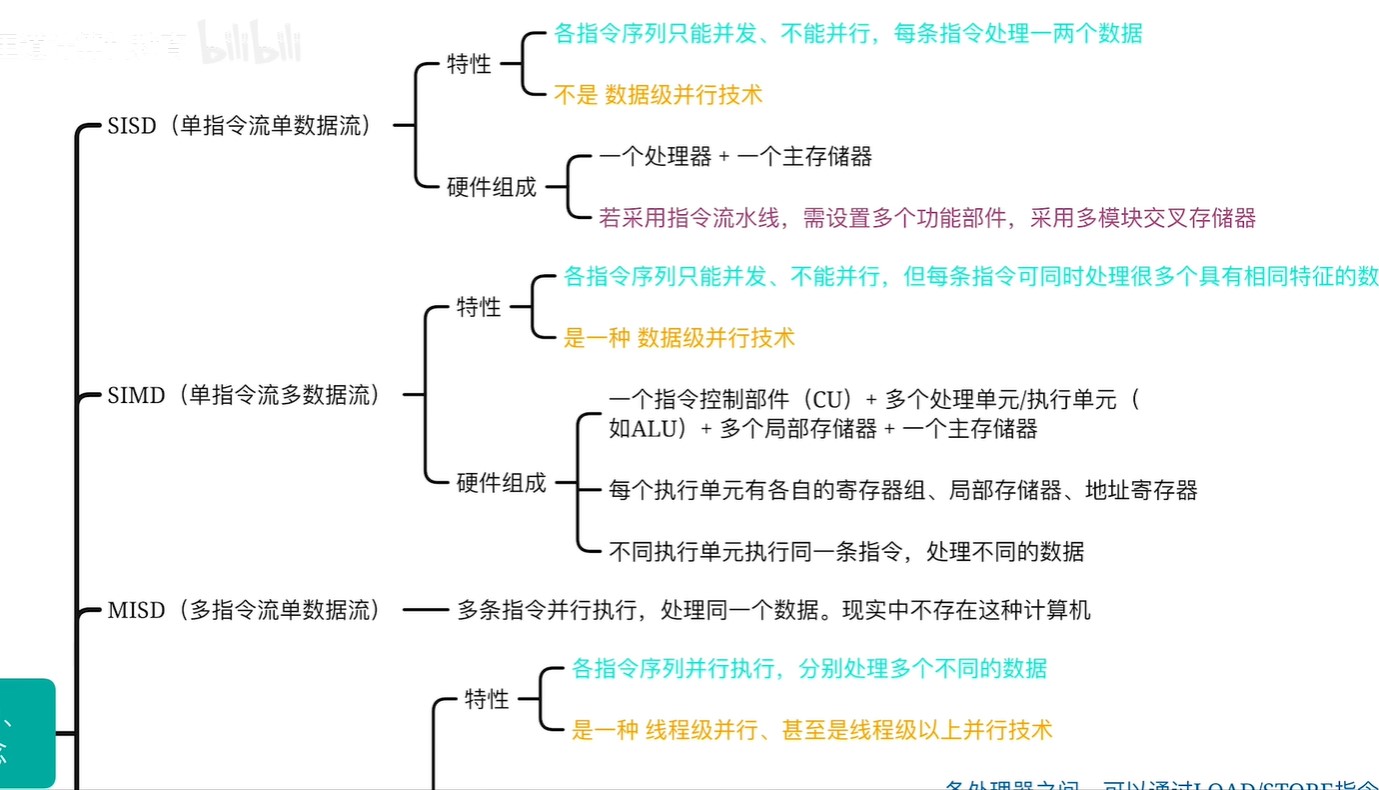 bilibili
各指令序列只能并发、不能并行，每条指令处理一两个数据
特性
不是 数据级并行技术
SISD（单指令流单数据流）
一个处理器 + 一个主存储器
硬件组成
若采用指令流水线，需设置多个功能部件，采用多模块交叉存储器
各指令序列只能并发、不能并行，但每条指令可同时处理很多个具有相同特征的数
特性
是一种 数据级并行技术
SIMD（单指令流多数据流）
一个指令控制部件（CU）+ 多个处理单元/执行单元（
如ALU）+ 多个局部存储器 + 一个主存储器
硬件组成
每个执行单元有各自的寄存器组、局部存储器、地址寄存器
不同执行单元执行同一条指令，处理不同的数据
MISD（多指令流单数据流）
多条指令并行执行，处理同一个数据。现实中不存在这种计算机
各指令序列并行执行，分别处理多个不同的数据
特性
是一种 线程级并行、甚至是线程级以上并行技术
、
各处理器之间，可以通过LOAD/STORE指令